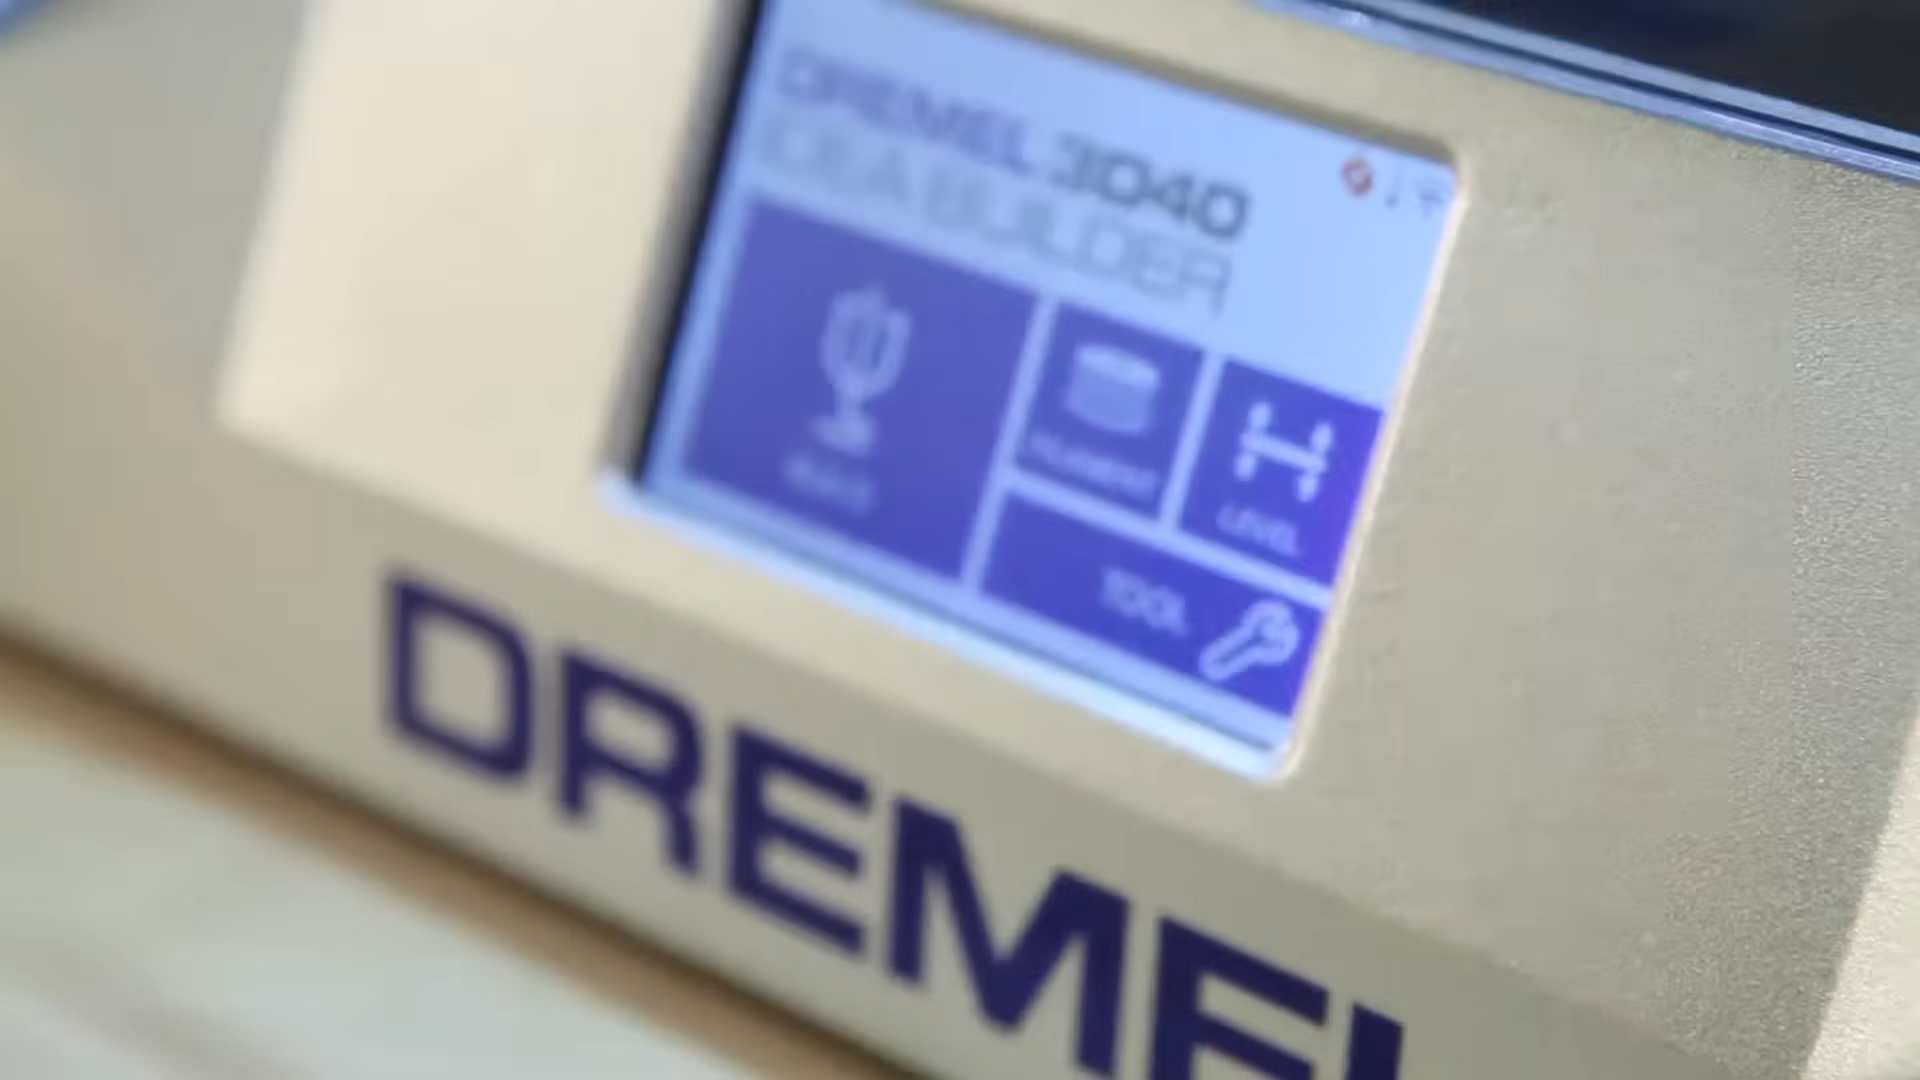 DREMEL 3D40
IDEA BUILDER
FILAMENT
LEVEL
BUILD
TOOL
DREMEL